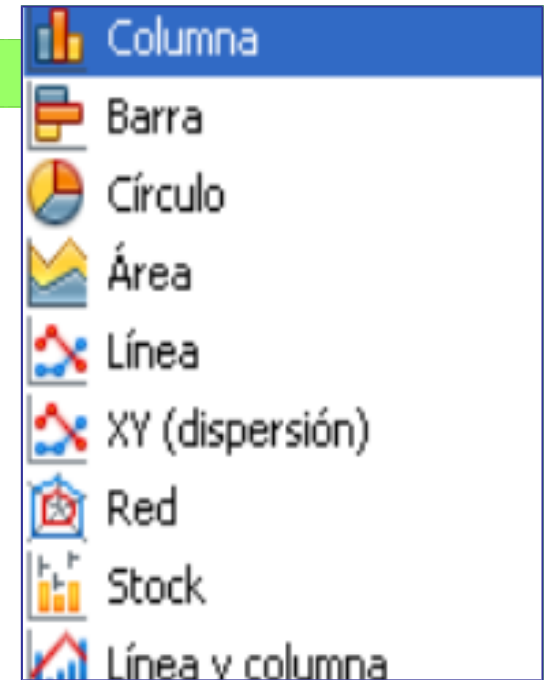 Columna
Barra
Círculo
Área
Línea
XY (dispersión)
Red
Stock
Línea y columna